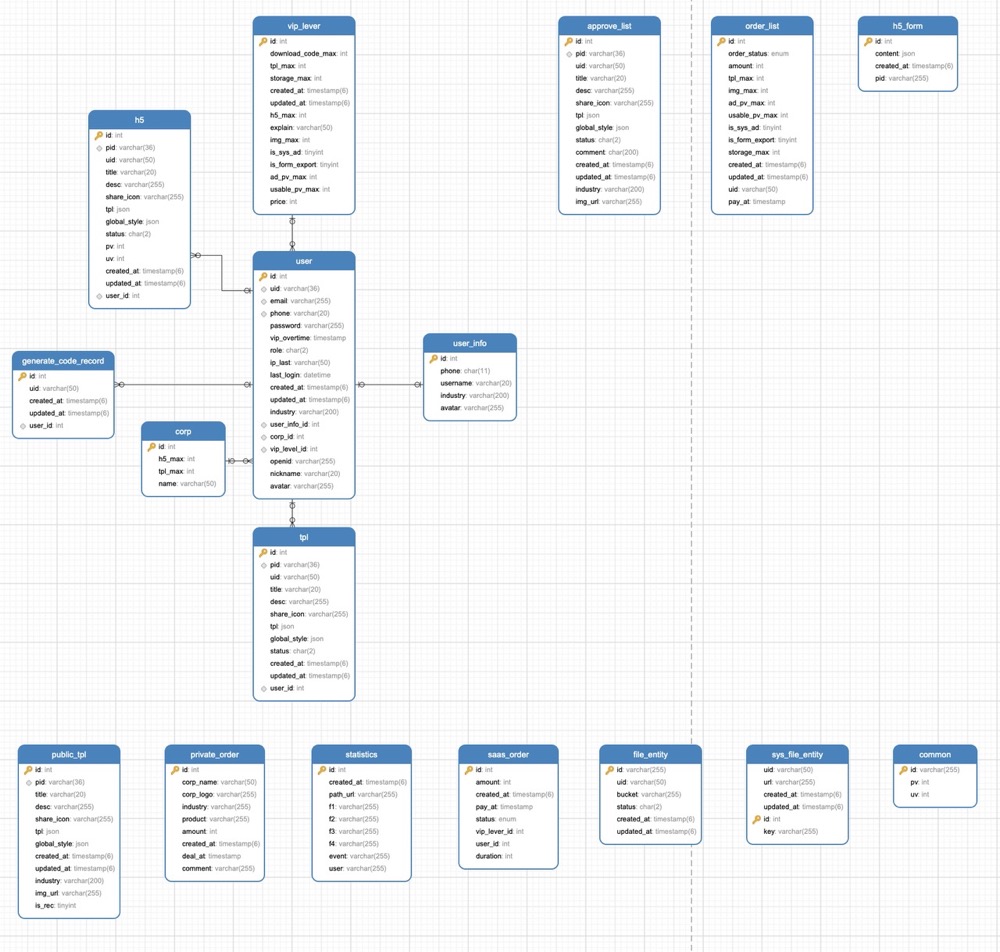 vip_lever
id: int
download_code_max: int
tpl_max: int
storage_max: int
created_at: timestamp(6)
updated_at: timestamp(6)
h5_max: int
explain: varchar(50)
img_max: int
is_sys_ad: tinyint
is_form_export: tinyint
ad_pv_max: int
usable_pv_max: int
price: int
approve_list
id: int
pid: varchar(36)
uid: varchar(50)
title: varchar(20)
desc: varchar(255)
share_icon: varchar(255)
tpl: json
global_style: json
status: char(2)
comment: char(200)
created_at: timestamp(6)
updated_at: timestamp(6)
industry: varchar(200)
img_url: varchar(255)
order_list
id: int
order_status: enum
amount: int
tpl_max: int
img_max: int
ad_pv_max: int
usable_pv_max: int
is_sys_ad: tinyint
is_form_export: tinyint
storage_max: int
created_at: timestamp(6)
updated_at: timestamp(6)
uid: varchar(50)
pay_at: timestamp
h5_form
id: int
content: json
created_at: timestamp(6)
pid: varchar(255)
h5
id: int
pid: varchar(36)
uid: varchar(50)
title: varchar(20)
desc: varchar(255)
share_icon: varchar(255)
tpl: json
global_style: json
status: char(2)
pv: int
uv: int
created_at: timestamp(6)
updated_at: timestamp(6)
user_id: int
user
id: int
uid: varchar(36)
email: varchar(255)
phone: varchar(20)
password: varchar(255)
vip_overtime: timestamp
role: char(2)
ip_last: varchar(50)
last_login: datetime
created_at: timestamp(6)
updated_at: timestamp(6)
industry: varchar(200)
user_info_id: int
corp_id: int
vip_level_id: int
openid: varchar(255)
nickname: varchar(20)
avatar: varchar(255)
user_info
id: int
phone: char(11)
username: varchar(20)
industry: varchar(200)
avatar: varchar(255)
generate_code_record
id: int
uid: varchar(50)
created_at: timestamp(6)
updated_at: timestamp(6)
user_id: int
corp
id: int
h5_max: int
tpl_max: int
name: varchar(50)
tpl
id: int
pid: varchar(36)
uid: varchar(50)
title: varchar(20)
desc: varchar(255)
share_icon: varchar(255)
tpl: json
global_style: json
status: char(2)
created_at: timestamp(6)
updated_at: timestamp(6)
user_id: int
public_tpl
id: int
pid: varchar(36)
title: varchar(20)
desc: varchar(255)
share_icon: varchar(255)
tpl: json
global_style: json
created_at: timestamp(6)
updated_at: timestamp(6)
industry: varchar(200)
img_url: varchar(255)
is_rec: tinyint
private_order
id: int
corp_name: varchar(50)
corp_logo: varchar(255)
industry: varchar(255)
product: varchar(255)
amount: int
created_at: timestamp(6)
deal_at: timestamp
comment: varchar(255)
statistics
id: int
created_at: timestamp(6)
path_url: varchar(255)
f1: varchar(255)
f2: varchar(255)
f3: varchar(255)
f4: varchar(255)
event: varchar(255)
user: varchar(255)
saas_order
id: int
amount: int
created_at: timestamp(6)
pay_at: timestamp
status: enum
vip_lever_id: int
user_id: int
duration: int
file_entity
id: varchar(255)
uid: varchar(50)
bucket: varchar(255)
status: char(2)
created_at: timestamp(6)
updated_at: timestamp(6)
sys_file_entity
uid: varchar(50)
url: varchar(255)
created_at: timestamp(6)
updated_at: timestamp(6)
id: int
key: varchar(255)
common
id: varchar(255)
pv: int
uv: int